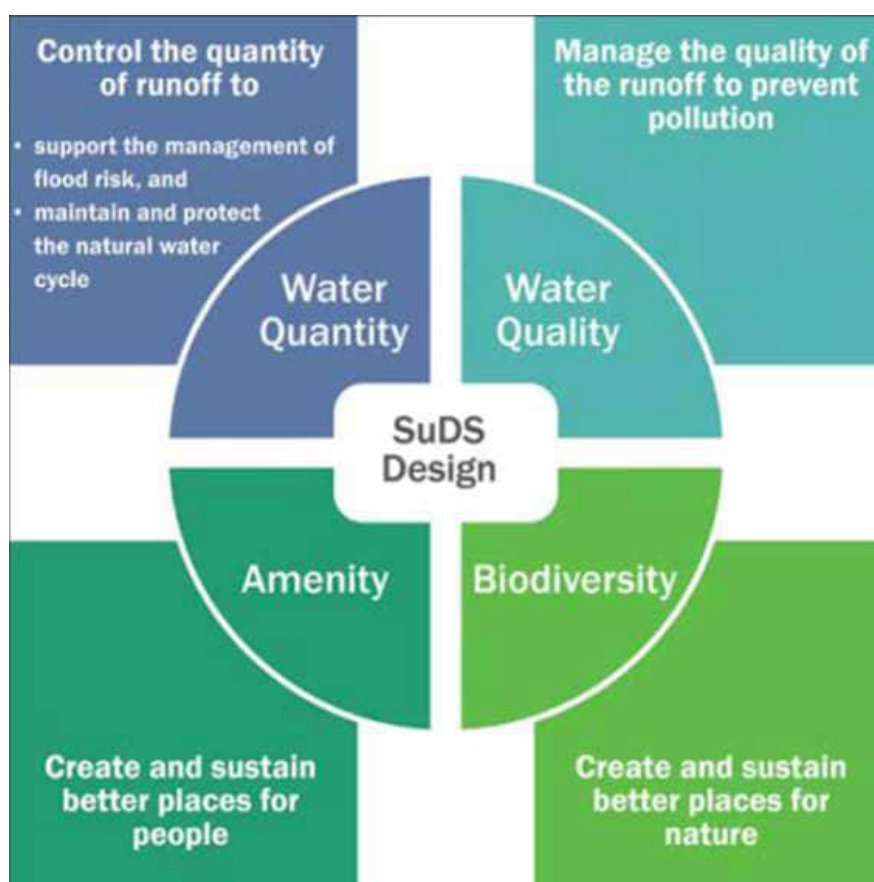 Control the quantity
of runoff to
• support the management of
flood risk, and
• maintain and protect
the natural water
cycle
Manage the quality of
the runoff to prevent
pollution
Water
Quantity
Water
Quality
SuDS
Design
Amenity
Biodiversity
Create and sustain
better places for
people
Create and sustain
better places for
nature